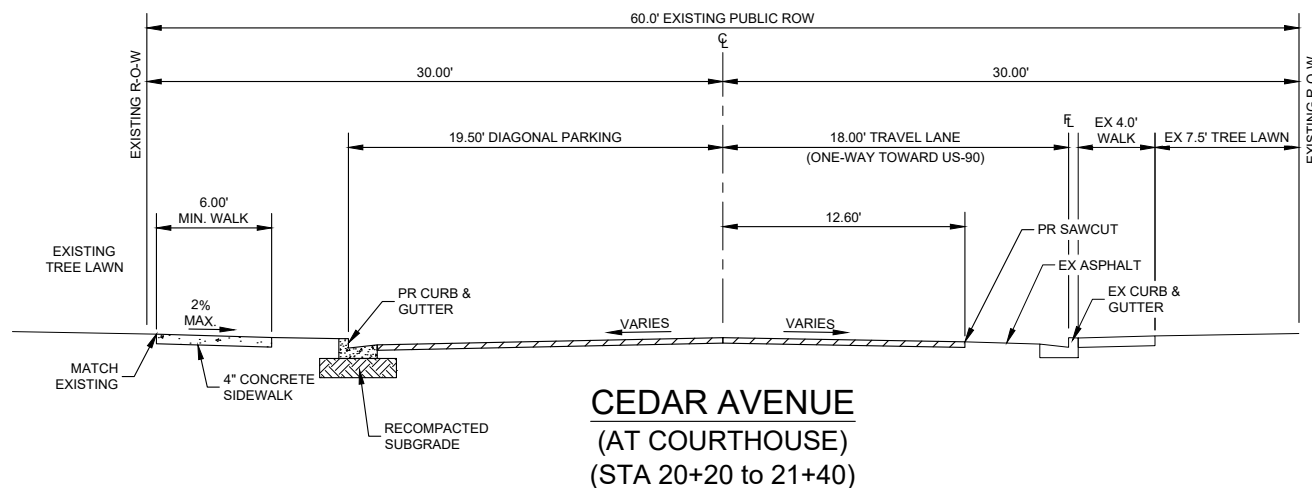 60.0' EXISTING PUBLIC ROW
C
L
EXISTING R-O-W
30.00'
30.00'
EXISTING R-O-W
19.50' DIAGONAL PARKING
18.00' TRAVEL LANE
(ONE-WAY TOWARD US-90)
F
L
EX 4.0'
WALK
EX 7.5' TREE LAWN
6.00'
MIN. WALK
12.60'
EXISTING
TREE LAWN
PR SAWCUT
EX ASPHALT
PR CURB &
GUTTER
EX CURB &
GUTTER
2%
MAX.
VARIES
VARIES
MATCH
EXISTING
4" CONCRETE
SIDEWALK
RECOMPACTED
SUBGRADE
CEDAR AVENUE
(AT COURTHOUSE)
(STA 20+20 to 21+40)